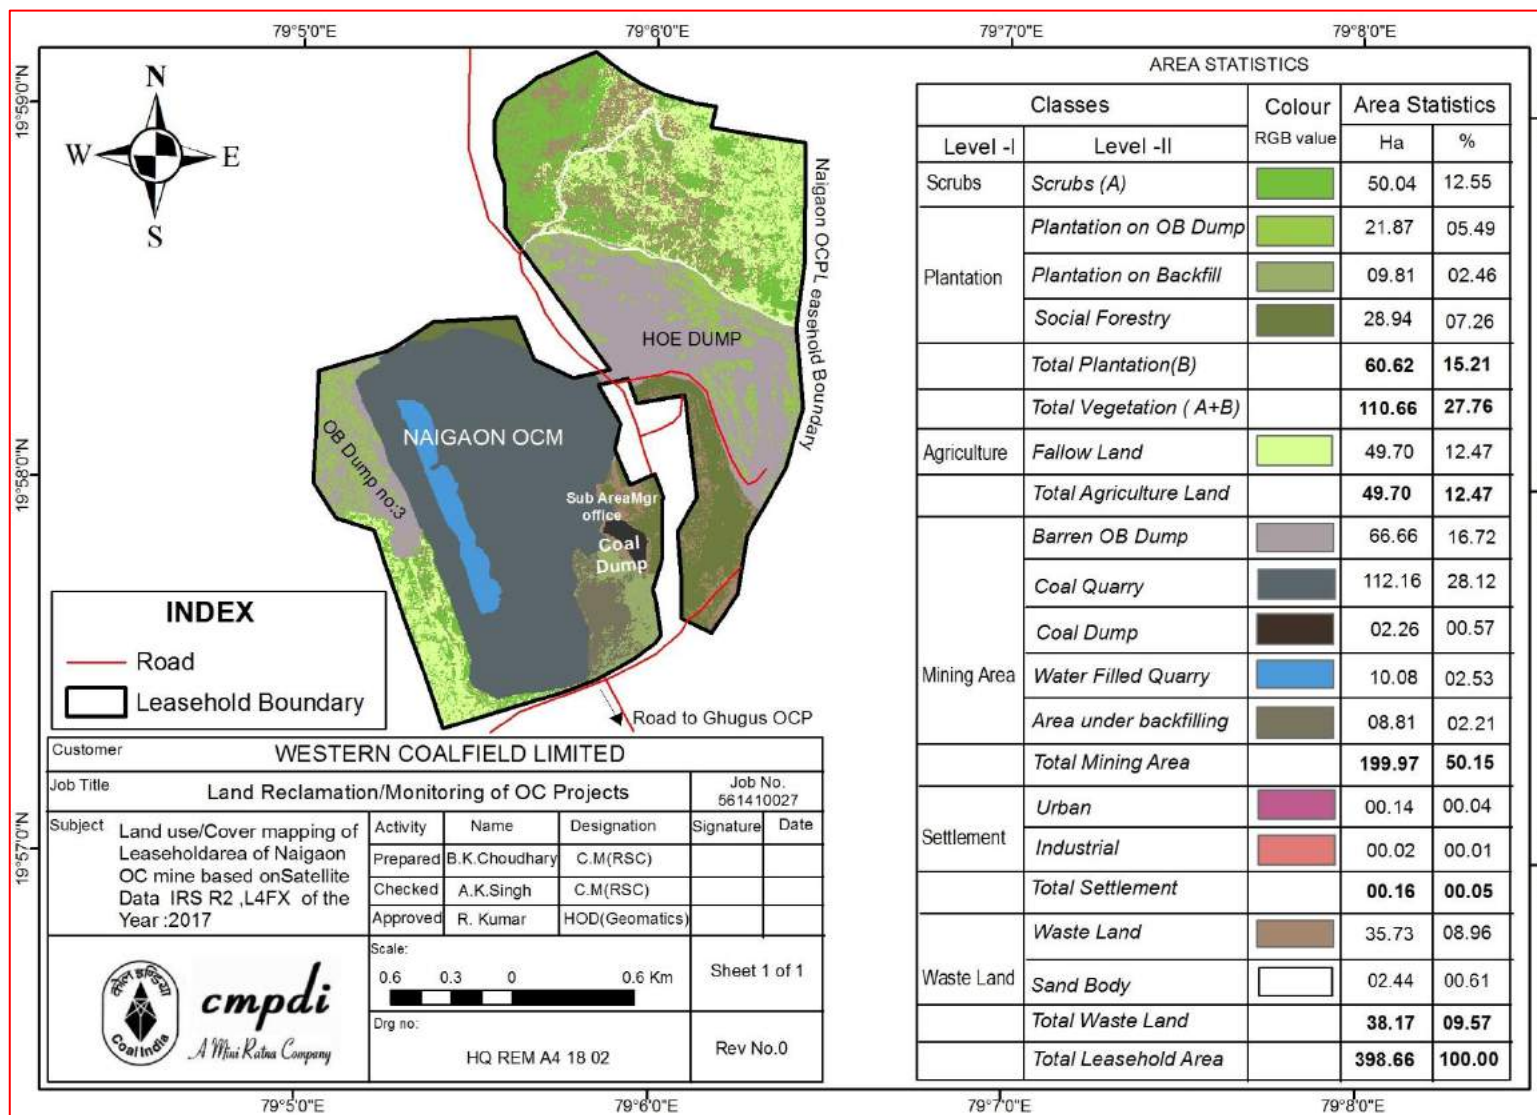 79°5'0"E 79°6'0"E 79°7'0"E 79°8'0"E
19°59'0"N
19°58'0"N
19°57'0"N
N
W E
S
Naigaon OCPL easehold Boundary
HOE DUMP
NAIGAON OCM
OB Dump no:3
Sub AreaMgr
office
Coal
Dump
Road to Ghugus OCP
INDEX
Road
Leasehold Boundary
AREA STATISTICS
Classes Colour Area Statistics
Level -I Level -II RGB value Ha %
Scrubs Scrubs (A) 50.04 12.55
Plantation on OB Dump 21.87 05.49
Plantation Plantation on Backfill 09.81 02.46
Social Forestry 28.94 07.26
Total Plantation(B) 60.62 15.21
Total Vegetation ( A+B) 110.66 27.76
Agriculture Fallow Land 49.70 12.47
Total Agriculture Land 49.70 12.47
Barren OB Dump 66.66 16.72
Coal Quarry 112.16 28.12
Coal Dump 02.26 00.57
Mining Area Water Filled Quarry 10.08 02.53
Area under backfilling 08.81 02.21
Total Mining Area 199.97 50.15
Urban 00.14 00.04
Settlement Industrial 00.02 00.01
Total Settlement 00.16 00.05
Waste Land 35.73 08.96
Waste Land Sand Body 02.44 00.61
Total Waste Land 38.17 09.57
Total Leasehold Area 398.66 100.00
Customer WESTERN COALFIELD LIMITED
Job Title Land Reclamation/Monitoring of OC Projects Job No.
561410027
Subject Land use/Cover mapping of
Leaseholdarea of Naigaon
OC mine based onSatellite
Data IRS R2 ,L4FX of the
Year :2017
Activity Name Designation Signature Date
Prepared B.K.Choudhary C.M(RSC)
Checked A.K.Singh C.M(RSC)
Approved R. Kumar HOD(Geomatics)
कोल इण्डिया
Coal India
cmpdi
A Mini Ratna Company
Scale:
0.6 0.3 0 0.6 Km
Sheet 1 of 1
Drg no:
HQ REM A4 18 02
Rev No.0
79°5'0"E 79°6'0"E 79°7'0"E 79°8'0"E